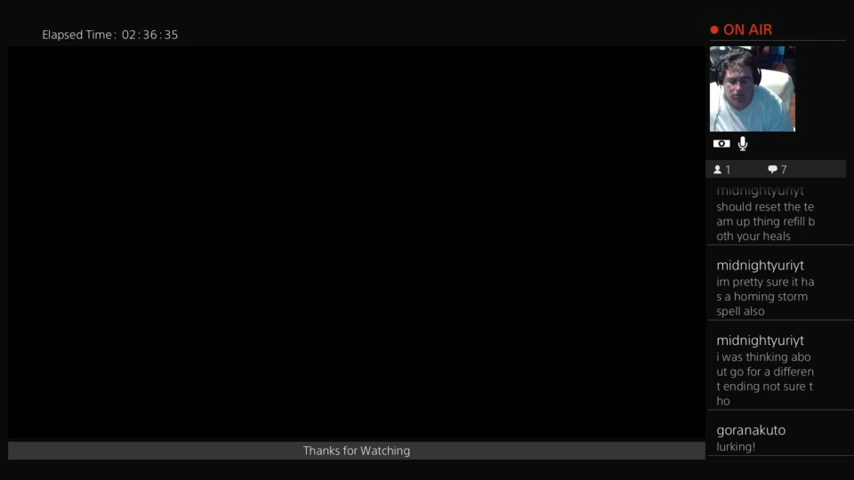 Elapsed Time: 02:36:35
ON AIR
1 7
midnightyuriyt
should reset the te
am up thing refill b
oth your heals
midnightyuriyt
im pretty sure it ha
s a homing storm
spell also
midnightyuriyt
i was thinking abo
ut go for a differen
t ending not sure t
ho
goranakuto
lurking!
Thanks for Watching